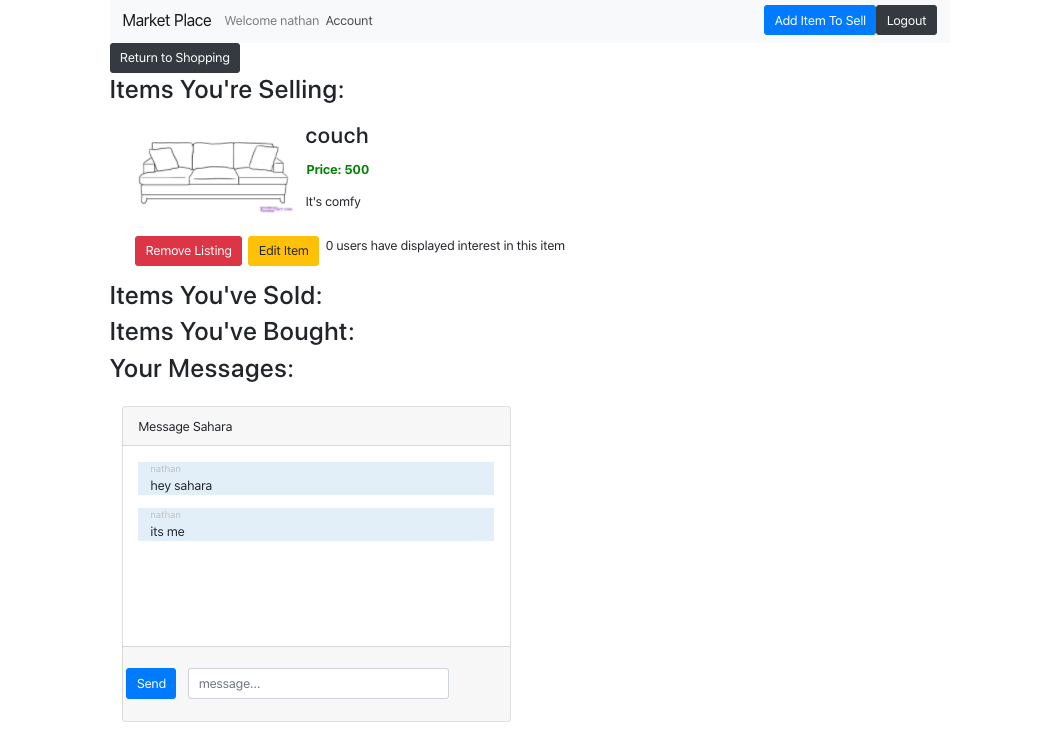 Market Place Welcome nathan Account Add Item To Sell Logout
Return to Shopping
Items You're Selling:
couch
Price: 500
It's comfy
Remove Listing Edit Item 0 users have displayed interest in this item
Items You've Sold:
Items You've Bought:
Your Messages:
Message Sahara
nathan
hey sahara
nathan
its me
Send message...